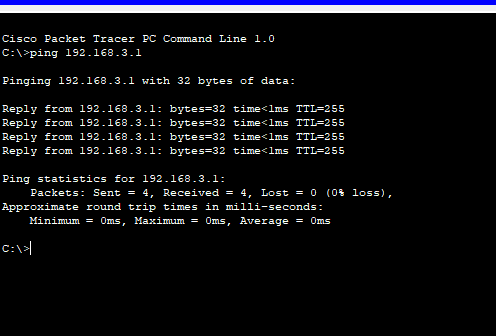 Cisco Packet Tracer PC Command Line 1.0
C:\>ping 192.168.3.1
Pinging 192.168.3.1 with 32 bytes of data:
Reply from 192.168.3.1: bytes=32 time<1ms TTL=255
Reply from 192.168.3.1: bytes=32 time<1ms TTL=255
Reply from 192.168.3.1: bytes=32 time<1ms TTL=255
Reply from 192.168.3.1: bytes=32 time<1ms TTL=255
Ping statistics for 192.168.3.1:
    Packets: Sent = 4, Received = 4, Lost = 0 (0% loss),
Approximate round trip times in milli-seconds:
    Minimum = 0ms, Maximum = 0ms, Average = 0ms
C:\>